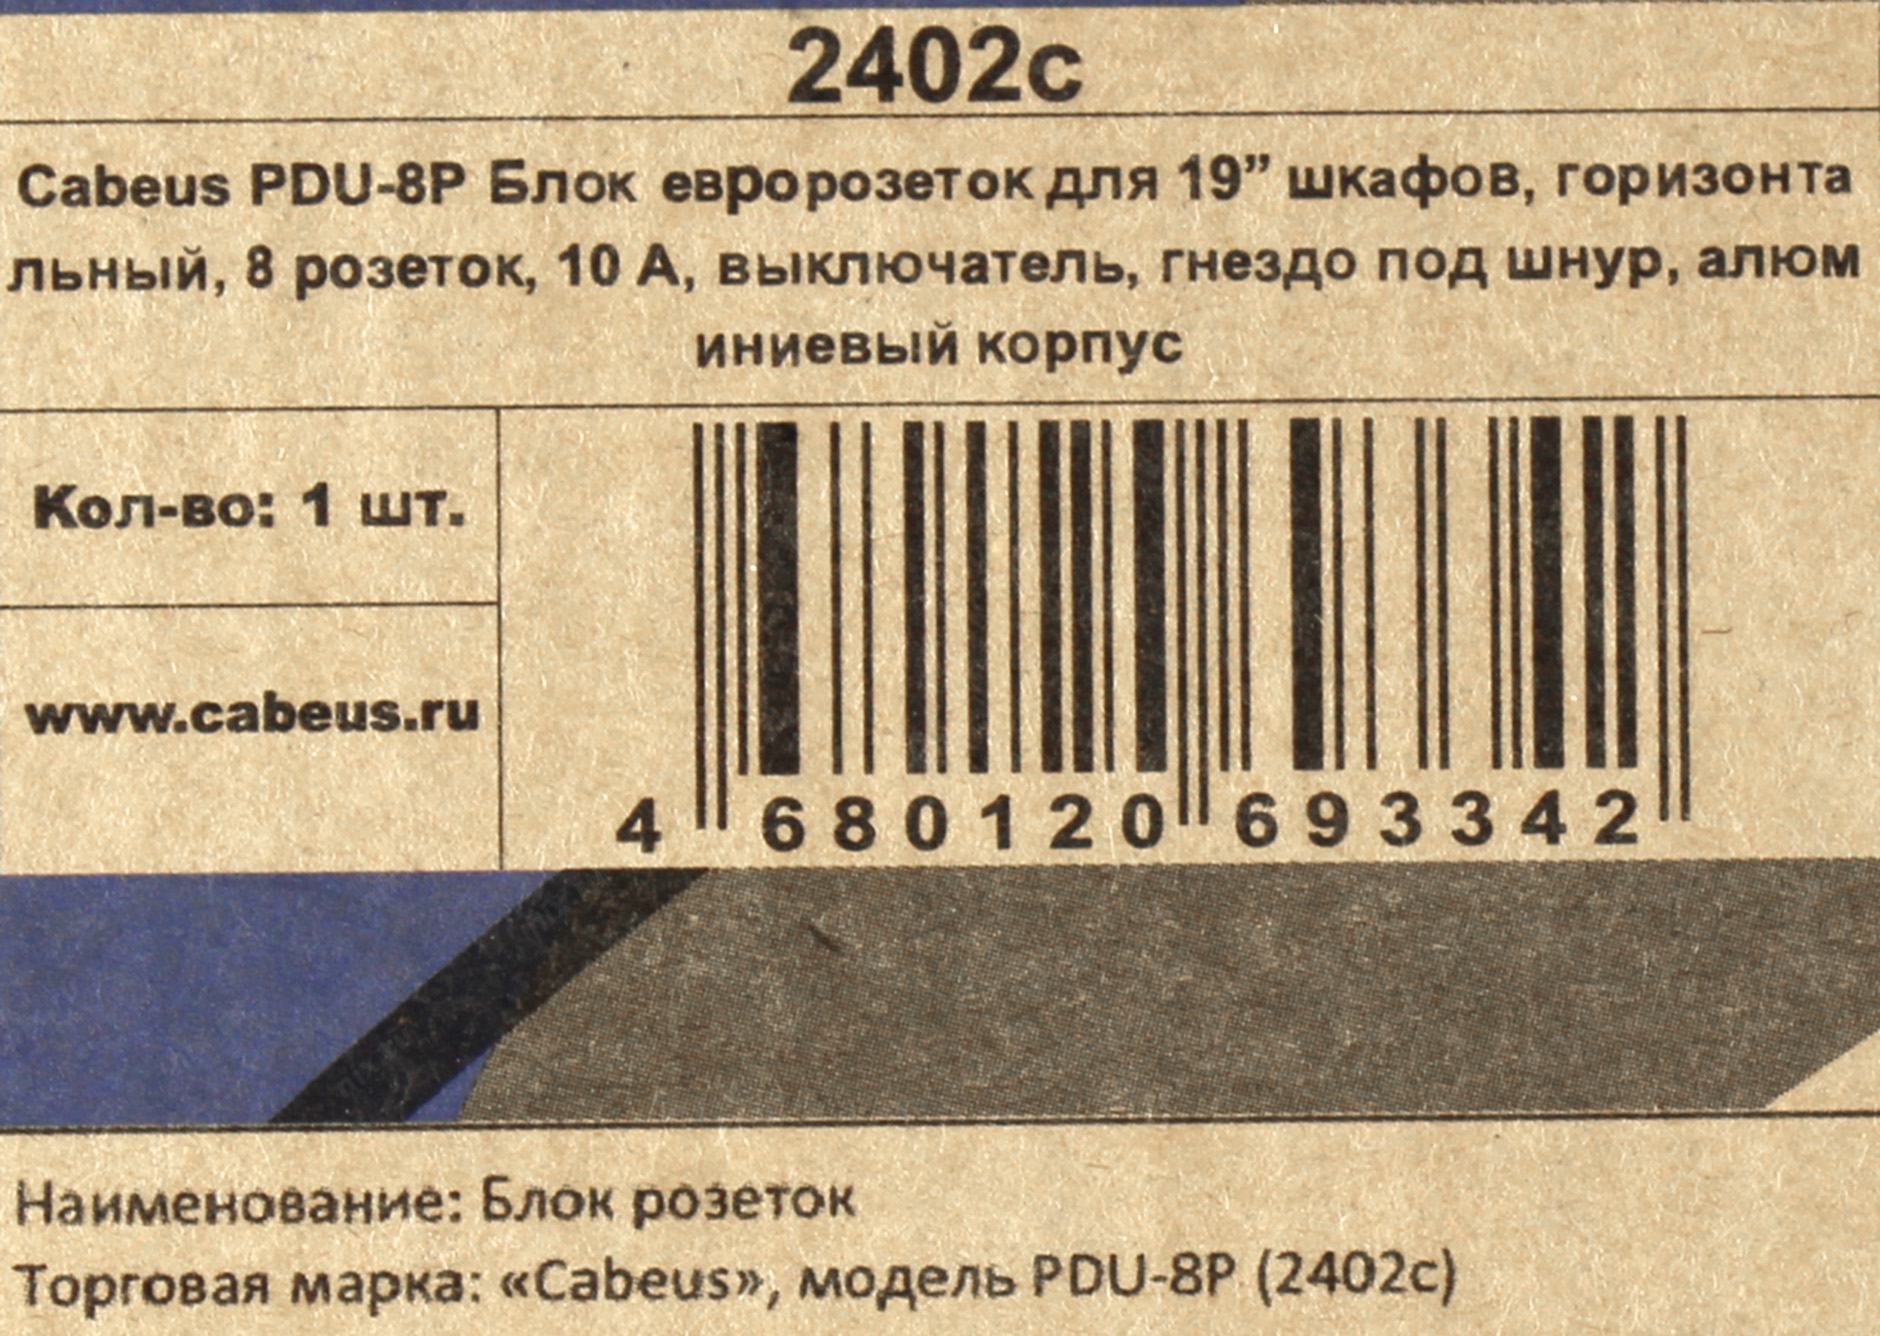 2402c
Cabeus PDU-8P Блок евророзеток для 19” шкафов, горизонта
льный, 8 розеток, 10 А, выключатель, гнездо под шнур, алюм
иниевый корпус
Кол-во: 1 шт.
www.cabeus.ru
4 680120 693342
Наименование: Блок розеток
Торговая марка: «Cabeus», модель PDU-8P (2402c)